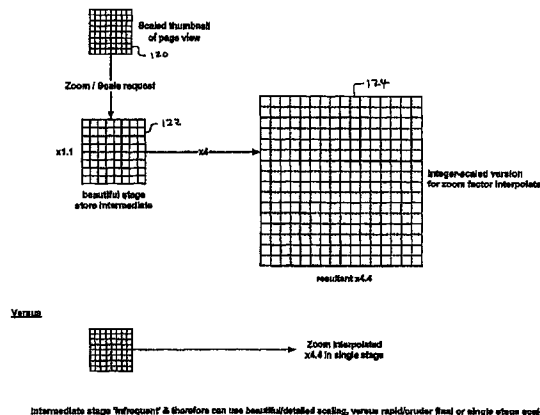 Scaled thumbnail
of page view
120
Zoom / Scale request
122
124
x1.1
x4
beautiful stage
store intermediate
Integer-scaled version
for zoom factor interpolate
resultant x4.4
Versus
Zoom interpolated
x4.4 in single stage
Intermediate stage 'infrequent' & therefore can use beautiful/detailed scaling, versus rapid/cruder final or single stage scali